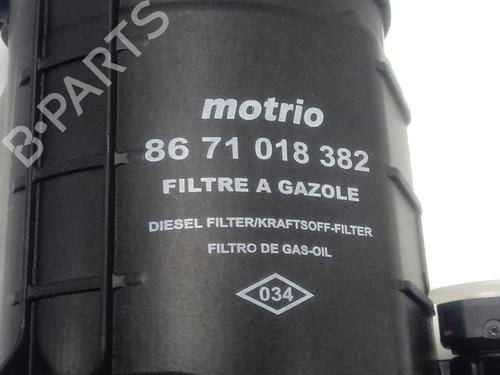 B-PARTS
motrio
86 71 018 382
FILTRE A GAZOLE
DIESEL FILTER/KRAFTSOFF-FILTER
FILTRO DE GAS-OIL
034